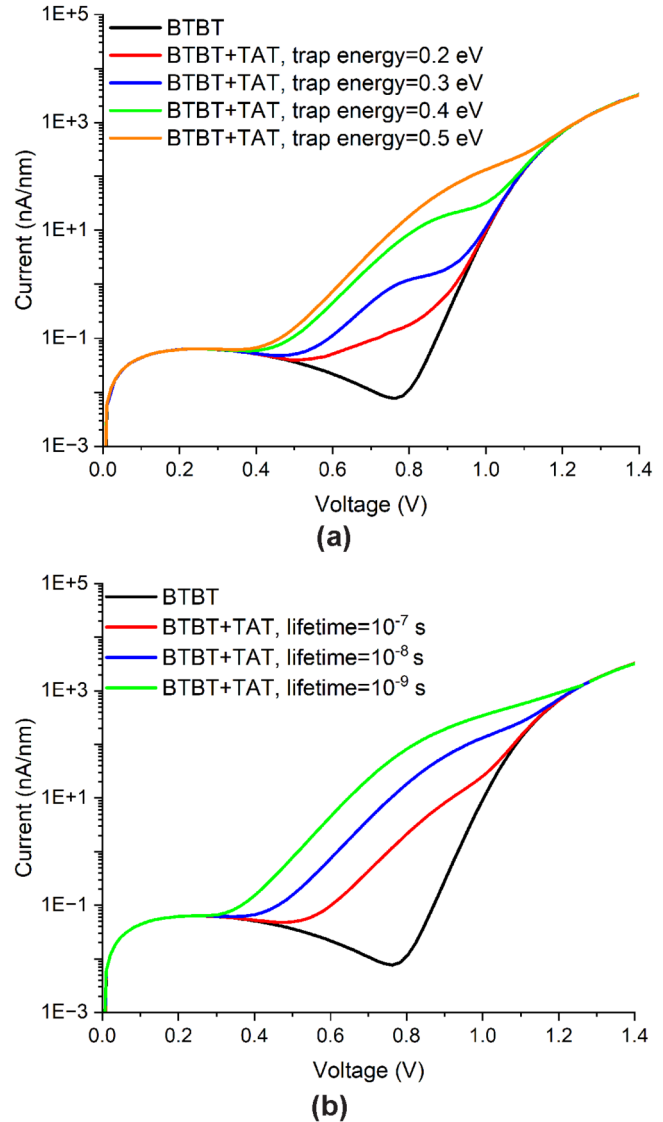 1E+5
1E+3
1E+1
1E−1
1E−3
Current (nA/nm)
BTBT
BTBT+TAT, trap energy=0.2 eV
BTBT+TAT, trap energy=0.3 eV
BTBT+TAT, trap energy=0.4 eV
BTBT+TAT, trap energy=0.5 eV
0.0 0.2 0.4 0.6 0.8 1.0 1.2 1.4
Voltage (V)
(a)
1E+5
1E+3
1E+1
1E−1
1E−3
Current (nA/nm)
BTBT
BTBT+TAT, lifetime=10⁻⁷ s
BTBT+TAT, lifetime=10⁻⁸ s
BTBT+TAT, lifetime=10⁻⁹ s
0.0 0.2 0.4 0.6 0.8 1.0 1.2 1.4
Voltage (V)
(b)